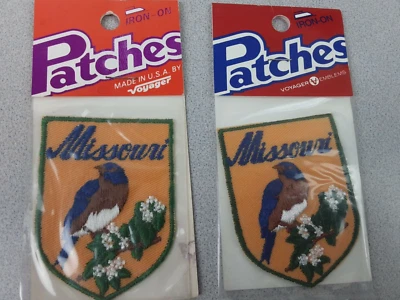 IRON-ON
Patches
MADE IN U.S.A. BY
Voyager
Missouri
IRON-ON
Patches
VOYAGER V EMBLEMS
Missouri